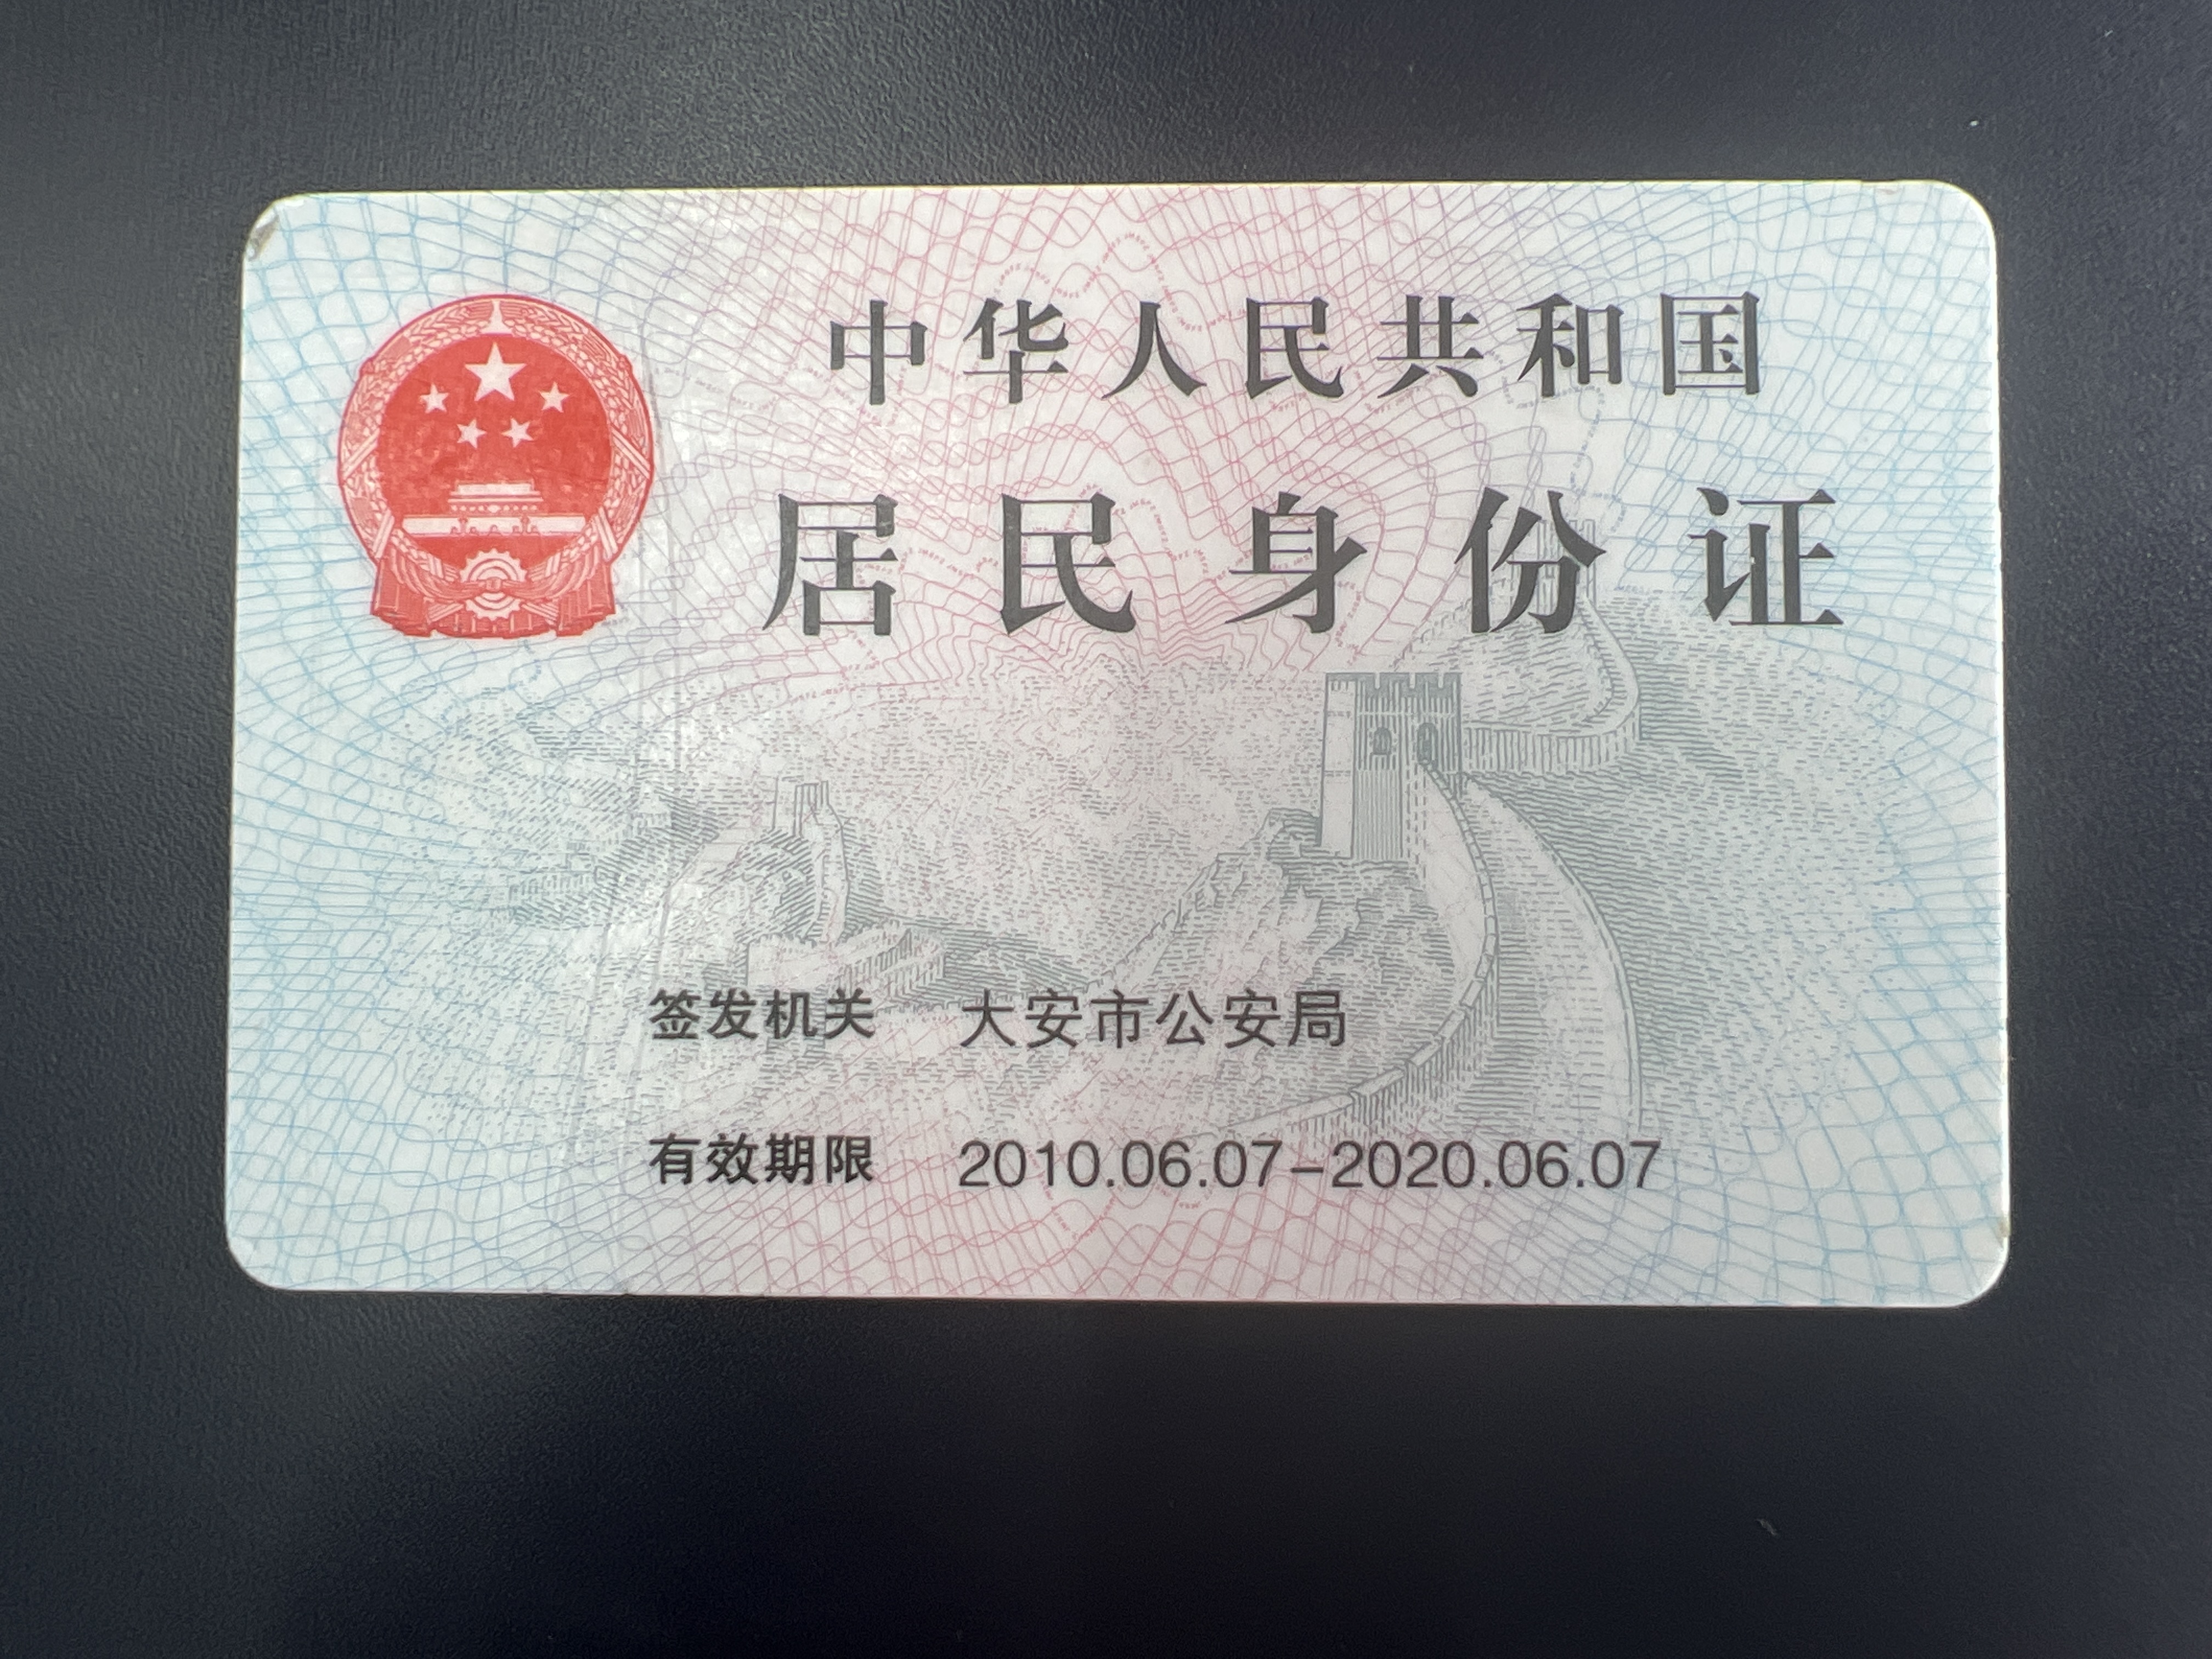 中华人民共和国
居民身份证
签发机关 大安市公安局
有效期限 2010.06.07-2020.06.07